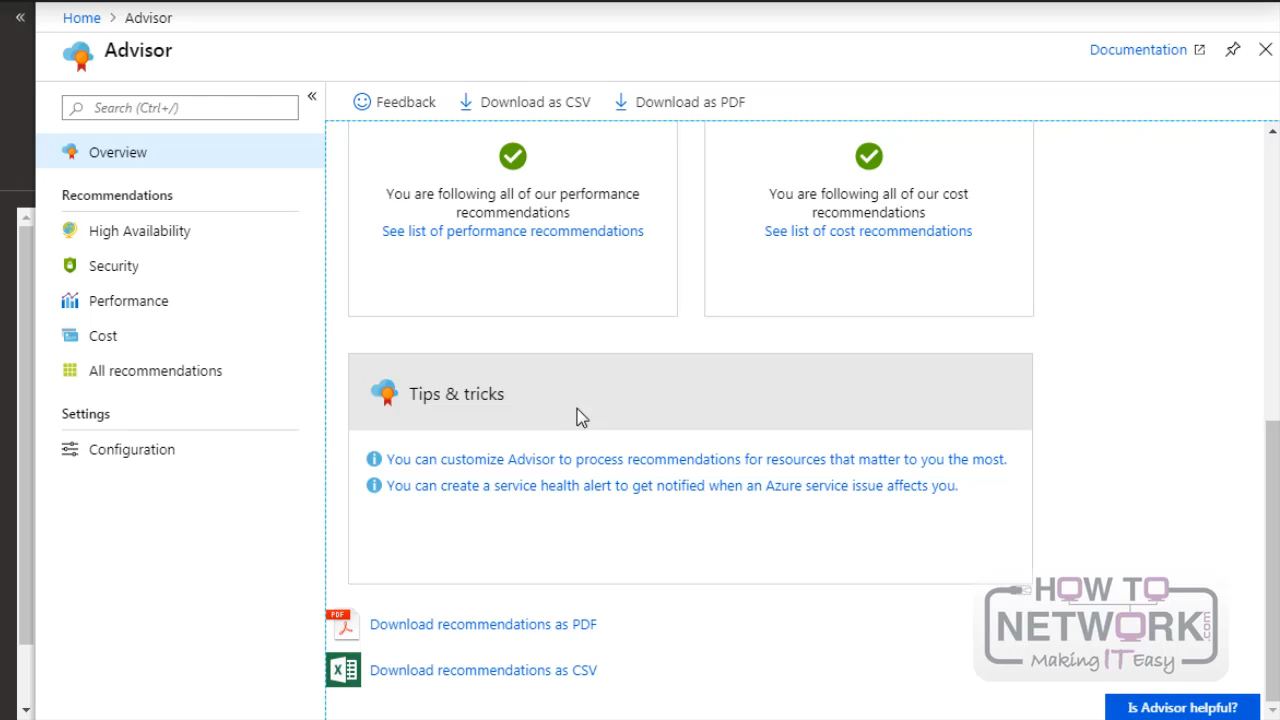 Home > Advisor
Advisor
Documentation
Search (Ctrl+/)
Overview
Recommendations
High Availability
Security
Performance
Cost
All recommendations
Settings
Configuration
Feedback
Download as CSV
Download as PDF
You are following all of our performance
recommendations
See list of performance recommendations
You are following all of our cost
recommendations
See list of cost recommendations
Tips & tricks
You can customize Advisor to process recommendations for resources that matter to you the most.
You can create a service health alert to get notified when an Azure service issue affects you.
PDF
Download recommendations as PDF
Download recommendations as CSV
HOW TO
NETWORK.com
Making IT Easy
Is Advisor helpful?